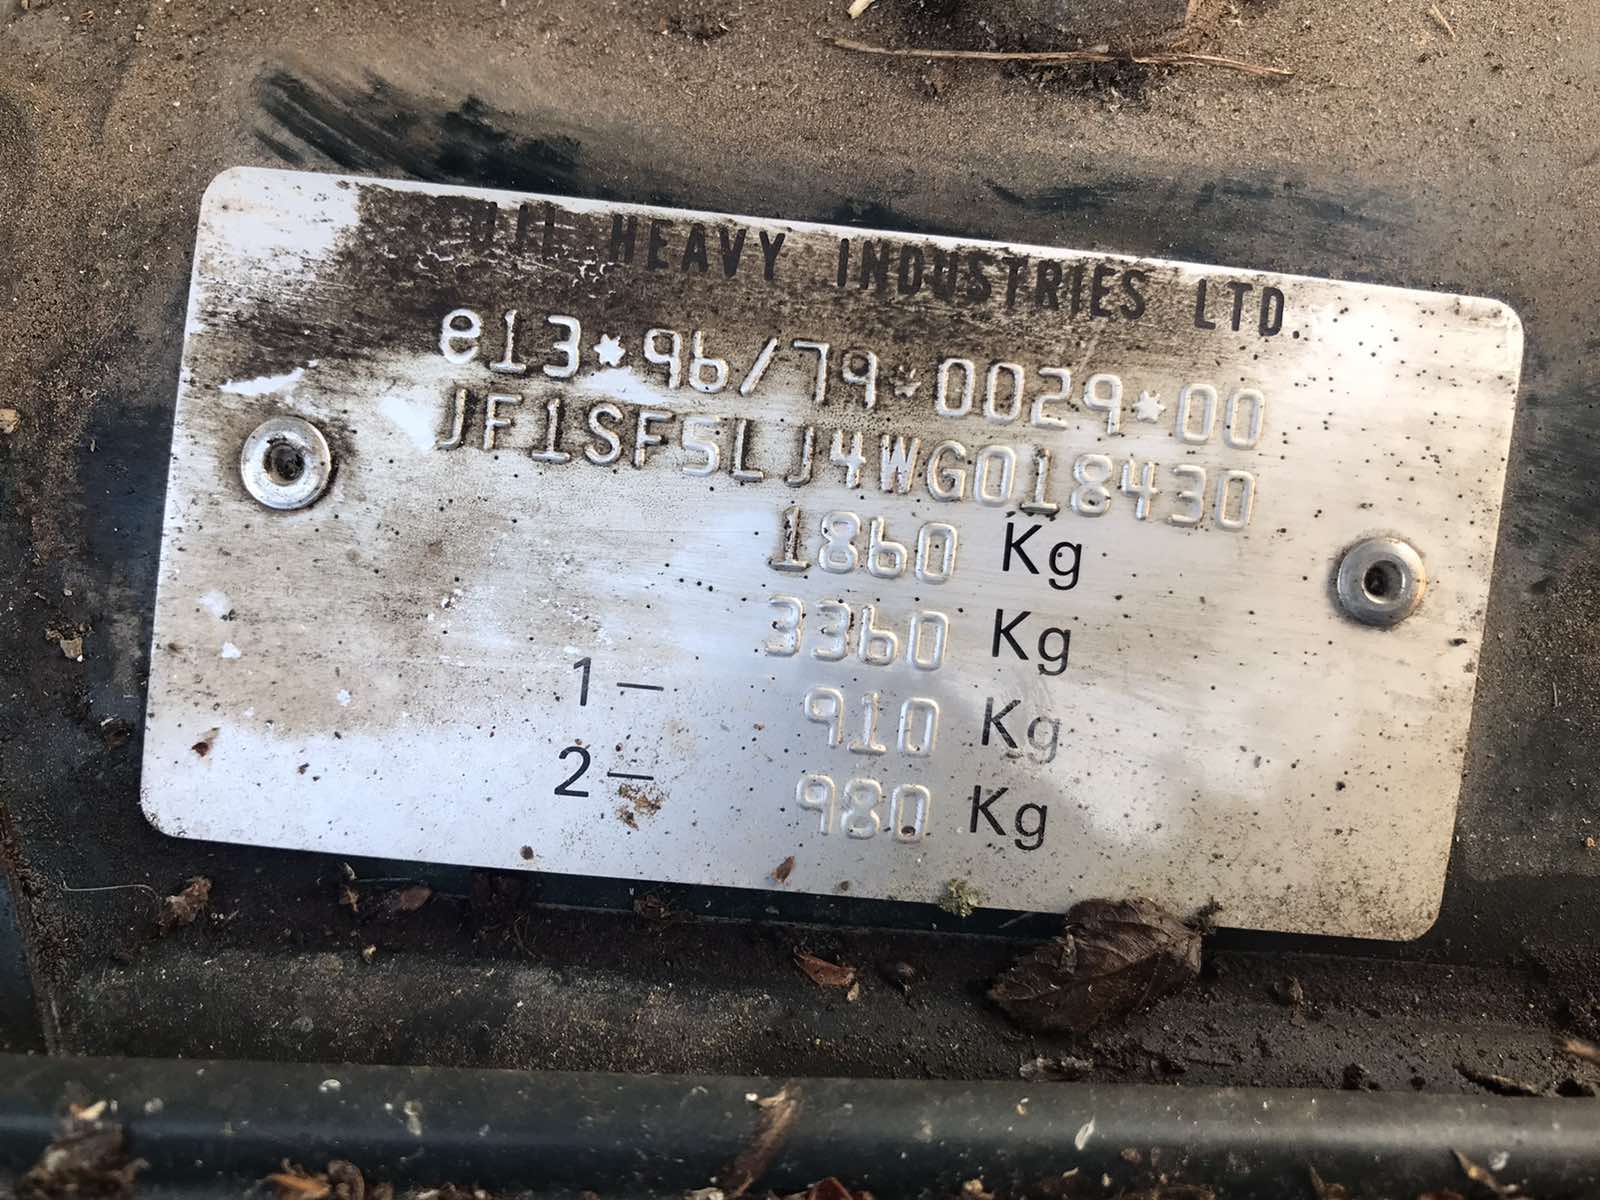 HEAVY INDUSTRIES LTD.
e13*96/79*0029*00
JF1SF5LJ4WG018430
1860 Kg
3360 Kg
1– 910 Kg
2– 980 Kg